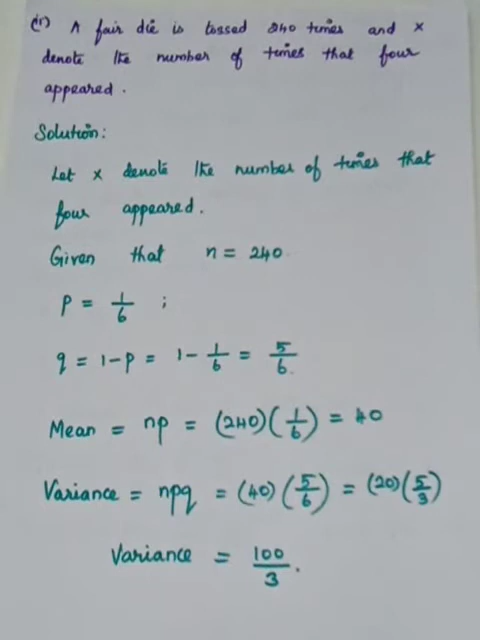 (ii) A fair die is tossed 240 times and x
denote the number of times that four
appeared.
Solution:
Let x denote the number of times that
four appeared.
Given that n = 240
P = 1/6 ;
q = 1-P = 1 - 1/6 = 5/6.
Mean = np = (240)(1/6) = 40
Variance = npq = (40)(5/6) = (20)(5/3)
Variance = 100/3.